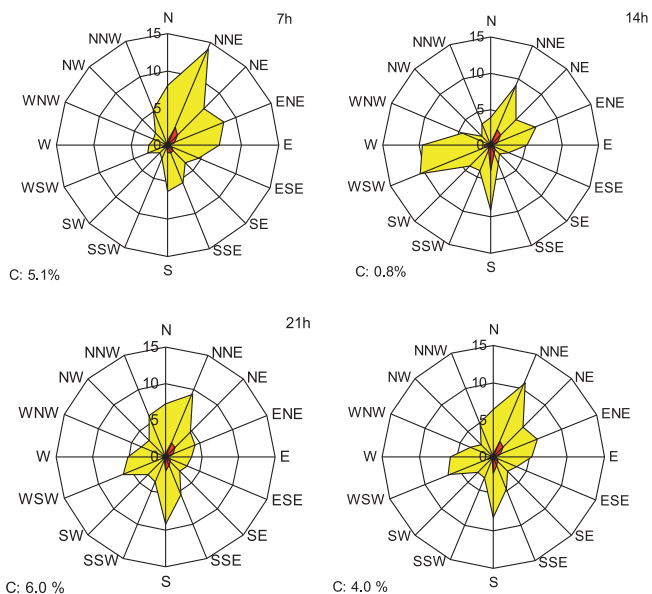 N
7h
15
NNW
NNE
NW
10
NE
WNW
5
ENE
W
0
E
WSW
ESE
SW
SE
SSW
SSE
S
C: 5.1%
N
14h
15
NNW
NNE
NW
10
NE
WNW
5
ENE
W
0
E
WSW
ESE
SW
SE
SSW
SSE
S
C: 0.8%
N
21h
15
NNW
NNE
NW
10
NE
WNW
5
ENE
W
0
E
WSW
ESE
SW
SE
SSW
SSE
S
C: 6.0 %
N
15
NNW
NNE
NW
10
NE
WNW
5
ENE
W
0
E
WSW
ESE
SW
SE
SSW
SSE
S
C: 4.0 %